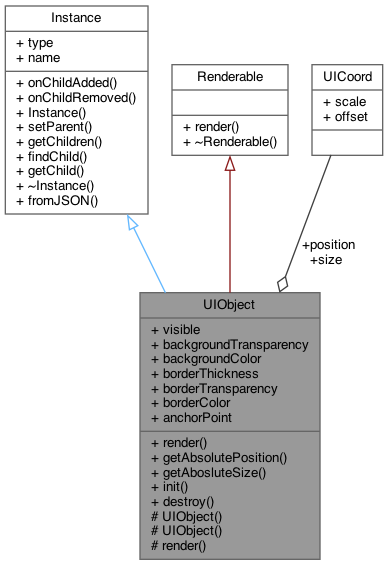 Instance
+ type
+ name
+ onChildAdded()
+ onChildRemoved()
+ Instance()
+ setParent()
+ getChildren()
+ findChild()
+ getChild()
+ ~Instance()
+ fromJSON()
Renderable
+ render()
+ ~Renderable()
UICoord
+ scale
+ offset
+position
+size
UIObject
+ visible
+ backgroundTransparency
+ backgroundColor
+ borderThickness
+ borderTransparency
+ borderColor
+ anchorPoint
+ render()
+ getAbsolutePosition()
+ getAbosluteSize()
+ init()
+ destroy()
# UIObject()
# UIObject()
# render()